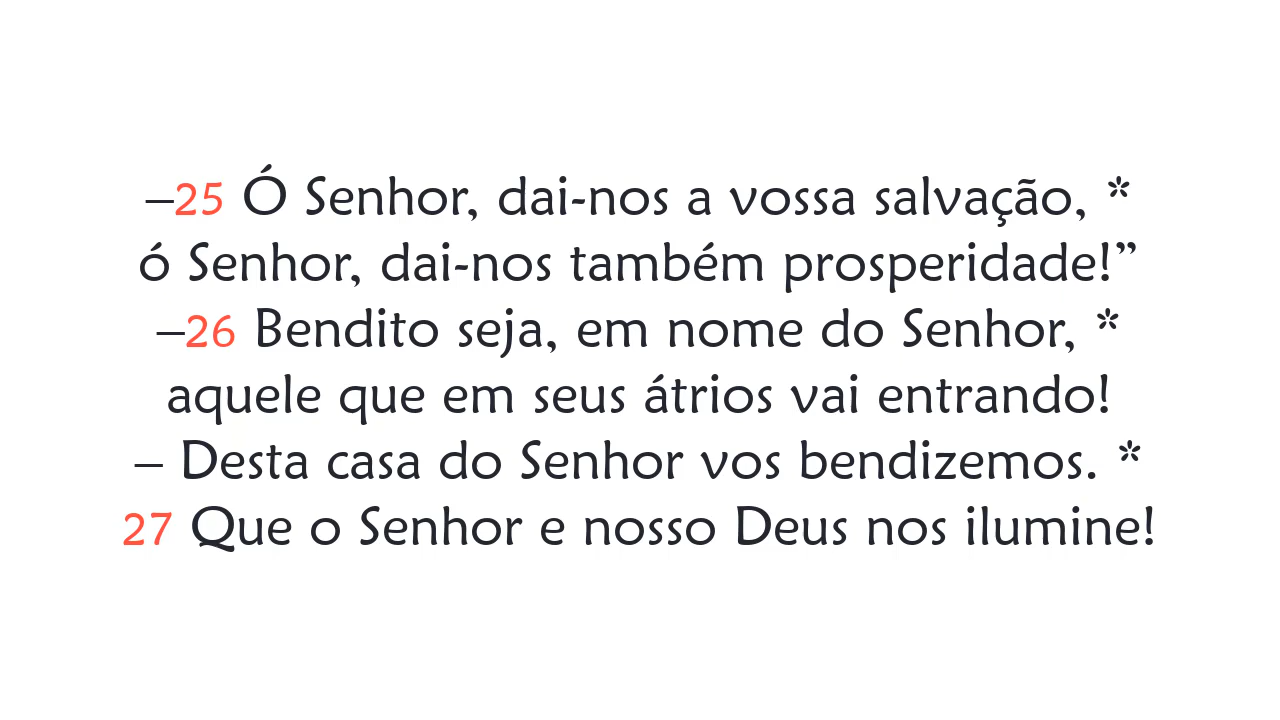 –25 Ó Senhor, dai-nos a vossa salvação, *
ó Senhor, dai-nos também prosperidade!”
–26 Bendito seja, em nome do Senhor, *
aquele que em seus átrios vai entrando!
– Desta casa do Senhor vos bendizemos. *
27 Que o Senhor e nosso Deus nos ilumine!